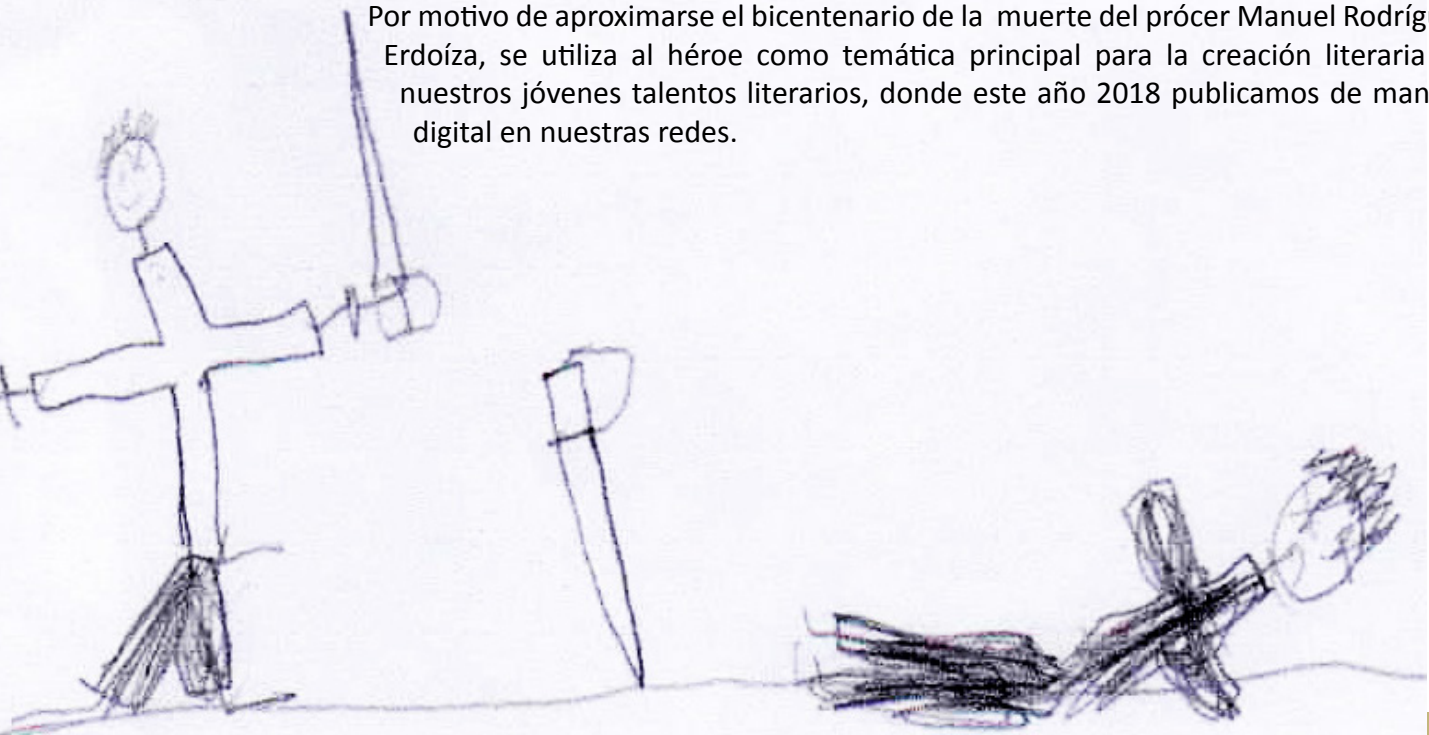 Por motivo de aproximarse el bicentenario de la muerte del prócer Manuel Rodríg
Erdoíza, se utiliza al héroe como temática principal para la creación literaria
nuestros jóvenes talentos literarios, donde este año 2018 publicamos de man
digital en nuestras redes.